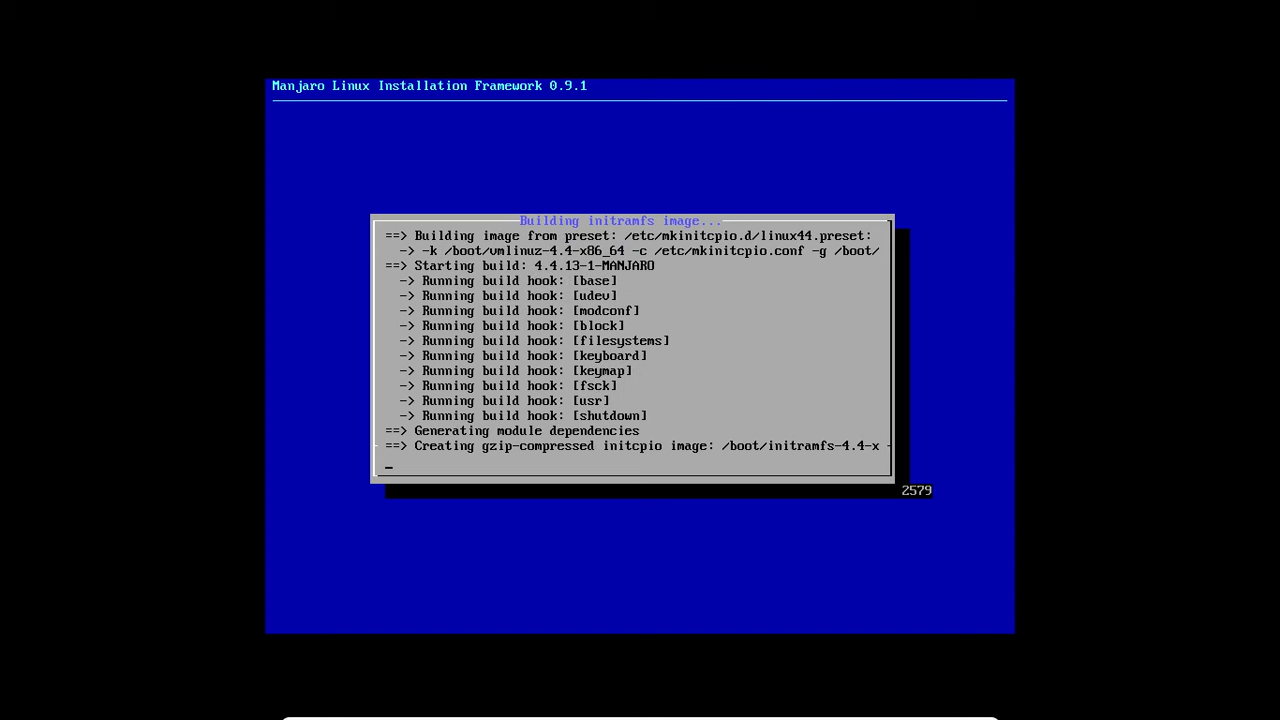 Manjaro Linux Installation Framework 0.9.1
Building initramfs image...
==> Building image from preset: /etc/mkinitcpio.d/linux44.preset:
-> -k /boot/vmlinuz-4.4-x86_64 -c /etc/mkinitcpio.conf -g /boot/
==> Starting build: 4.4.13-1-MANJARO
-> Running build hook: [base]
-> Running build hook: [udev]
-> Running build hook: [modconf]
-> Running build hook: [block]
-> Running build hook: [filesystems]
-> Running build hook: [keyboard]
-> Running build hook: [keymap]
-> Running build hook: [fsck]
-> Running build hook: [usr]
-> Running build hook: [shutdown]
==> Generating module dependencies
==> Creating gzip-compressed initcpio image: /boot/initramfs-4.4-x
2579